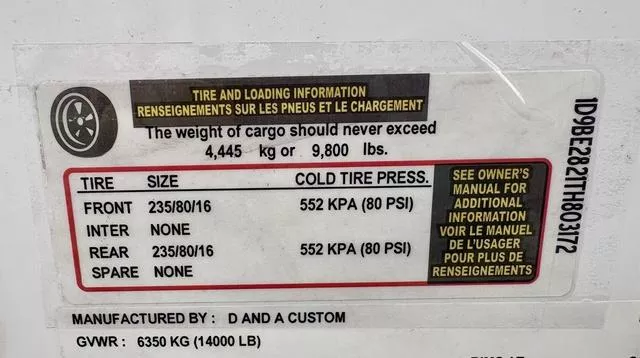 TIRE AND LOADING INFORMATION
RENSEIGNEMENTS SUR LES PNEUS ET LE CHARGEMENT
The weight of cargo should never exceed
4,445 kg or 9,800 lbs.
TIRE SIZE COLD TIRE PRESS.
FRONT 235/80/16 552 KPA (80 PSI)
INTER NONE
REAR 235/80/16 552 KPA (80 PSI)
SPARE NONE
SEE OWNER'S
MANUAL FOR
ADDITIONAL
INFORMATION
VOIR LE MANUEL
DE L'USAGER
POUR PLUS DE
RENSEIGNEMENTS
1D9BE2821TH803172
MANUFACTURED BY : D AND A CUSTOM
GVWR : 6350 KG (14000 LB)